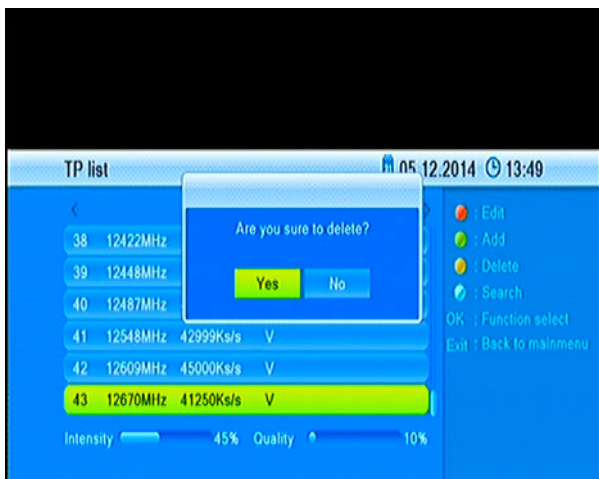 TP list 05.12.2014 13:49
Are you sure to delete?
Yes No
38 12422MHz
39 12448MHz
40 12487MHz
41 12548MHz 42999Ks/s V
42 12609MHz 45000Ks/s V
43 12670MHz 41250Ks/s V
Intensity 45% Quality 10%
: Edit
: Add
: Delete
: Search
OK : Function select
Exit : Back to mainmenu